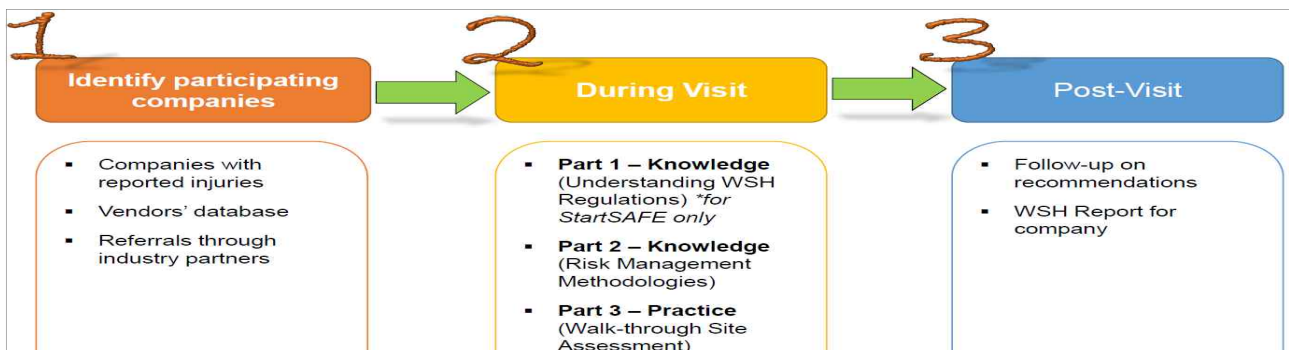 1
Identify participating
companies
▪ Companies with
reported injuries
▪ Vendors' database
▪ Referrals through
industry partners
2
During Visit
▪ Part 1 – Knowledge
(Understanding WSH
Regulations) *for
StartSAFE only
▪ Part 2 – Knowledge
(Risk Management
Methodologies)
▪ Part 3 – Practice
(Walk-through Site
Assessment)
3
Post-Visit
▪ Follow-up on
recommendations
▪ WSH Report for
company